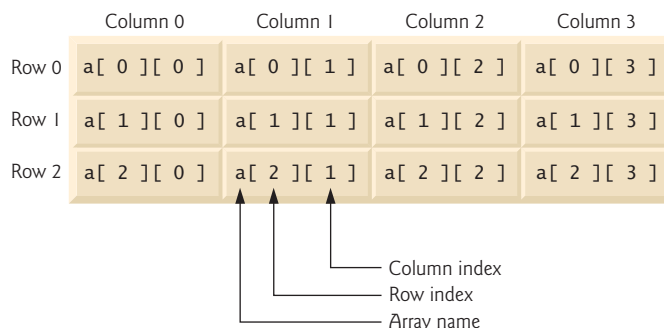 Column 0 Column 1 Column 2 Column 3
Row 0 a[ 0 ][ 0 ] a[ 0 ][ 1 ] a[ 0 ][ 2 ] a[ 0 ][ 3 ]
Row 1 a[ 1 ][ 0 ] a[ 1 ][ 1 ] a[ 1 ][ 2 ] a[ 1 ][ 3 ]
Row 2 a[ 2 ][ 0 ] a[ 2 ][ 1 ] a[ 2 ][ 2 ] a[ 2 ][ 3 ]
Column index
Row index
Array name